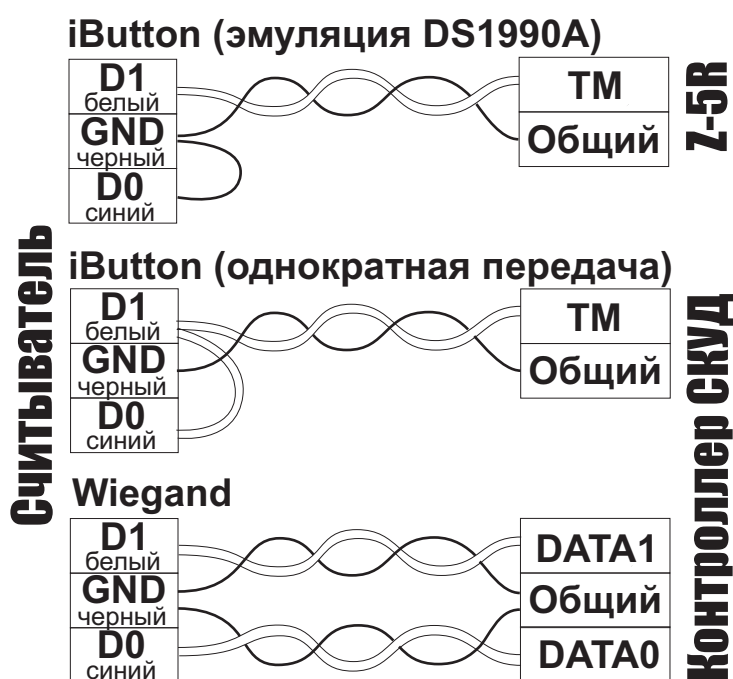 iButton (эмуляция DS1990A)
D1
белый
GND
черный
D0
синий
TM
Общий
Z-5R
Считыватель
iButton (однократная передача)
D1
белый
GND
черный
D0
синий
TM
Общий
Контроллер СКУД
Wiegand
D1
белый
GND
черный
D0
синий
DATA1
Общий
DATA0